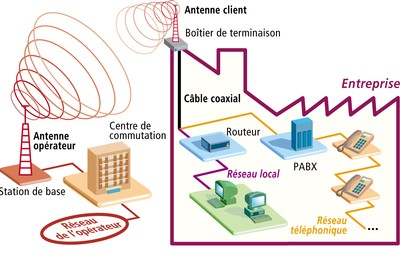 Antenne client
Boîtier de terminaison
Entreprise
Câble coaxial
Antenne
opérateur
Centre de
commutation
Routeur
PABX
Station de base
Réseau local
Réseau
de l'opérateur
Réseau
téléphonique
...